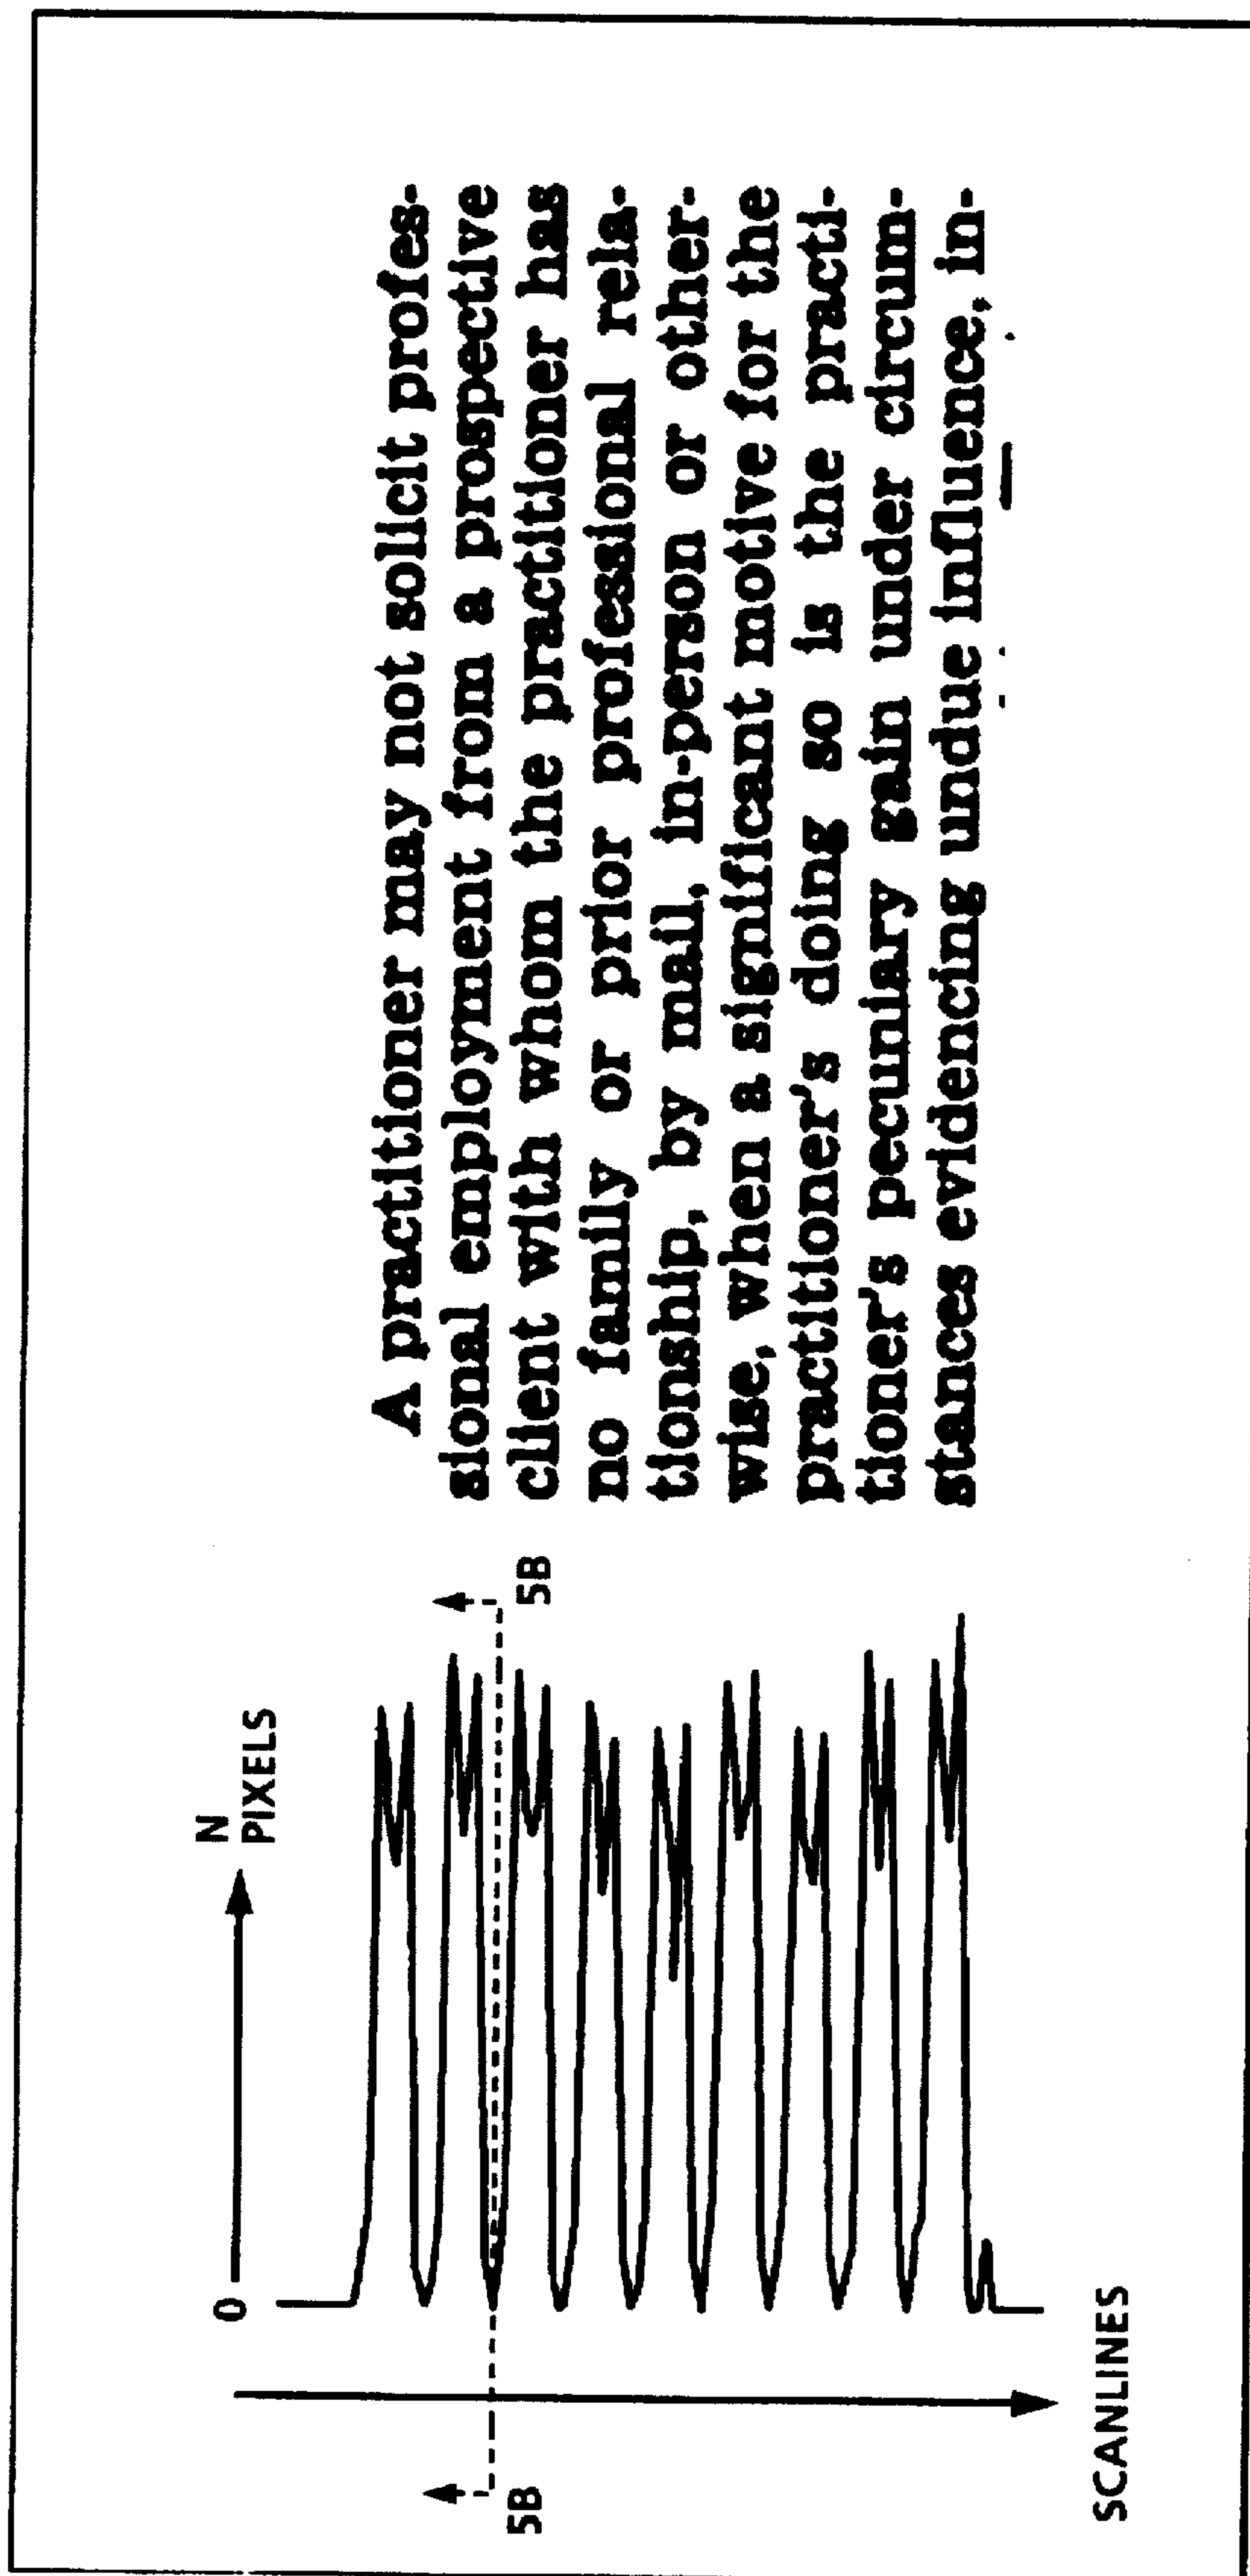 0
N
PIXELS
SCANLINES
5B
5B
A practitioner may not solicit profes-
sional employment from a prospective
client with whom the practitioner has
no family or prior professional rela-
tionship, by mail, in-person or other-
wise, when a significant motive for the
practitioner's doing so is the practi-
tioner's pecuniary gain under circum-
stances evidencing undue influence, in-